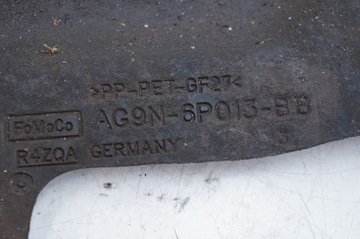 >PP-PET-GF27<
FoMoCo AG9N-6P013-BB
R4ZQA GERMANY